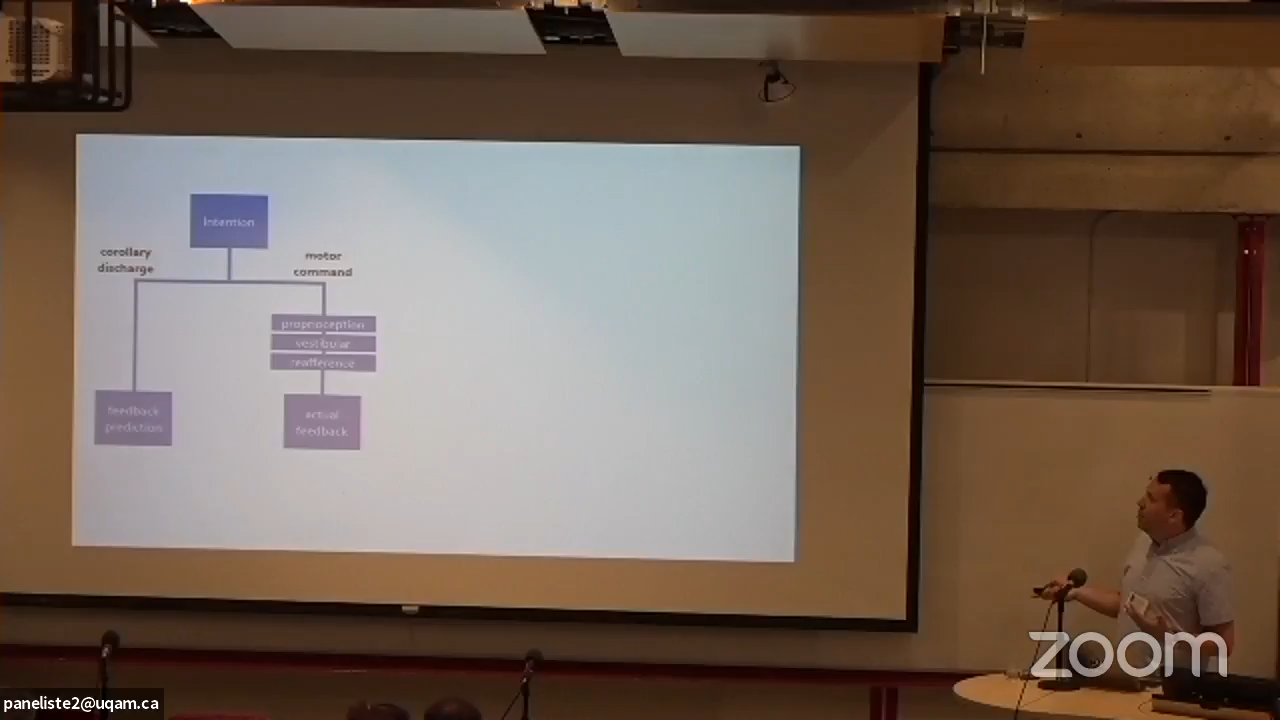 Intention
corollary
discharge
motor
command
proprioception
vestibular
reafference
feedback
prediction
actual
feedback
zoom
paneliste2@uqam.ca